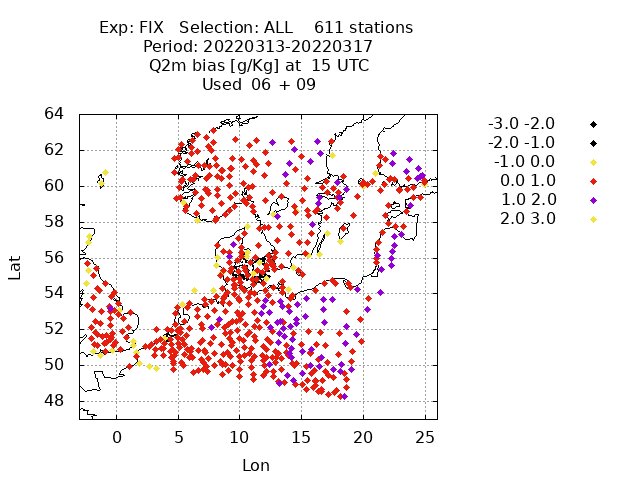 Exp: FIX   Selection: ALL    611 stations
Period: 20220313-20220317
Q2m bias [g/Kg] at  15 UTC
Used  06 + 09
-3.0 -2.0
-2.0 -1.0
-1.0 0.0
0.0 1.0
1.0 2.0
2.0 3.0
64
62
60
58
56
54
52
50
48
Lat
0 5 10 15 20 25
Lon